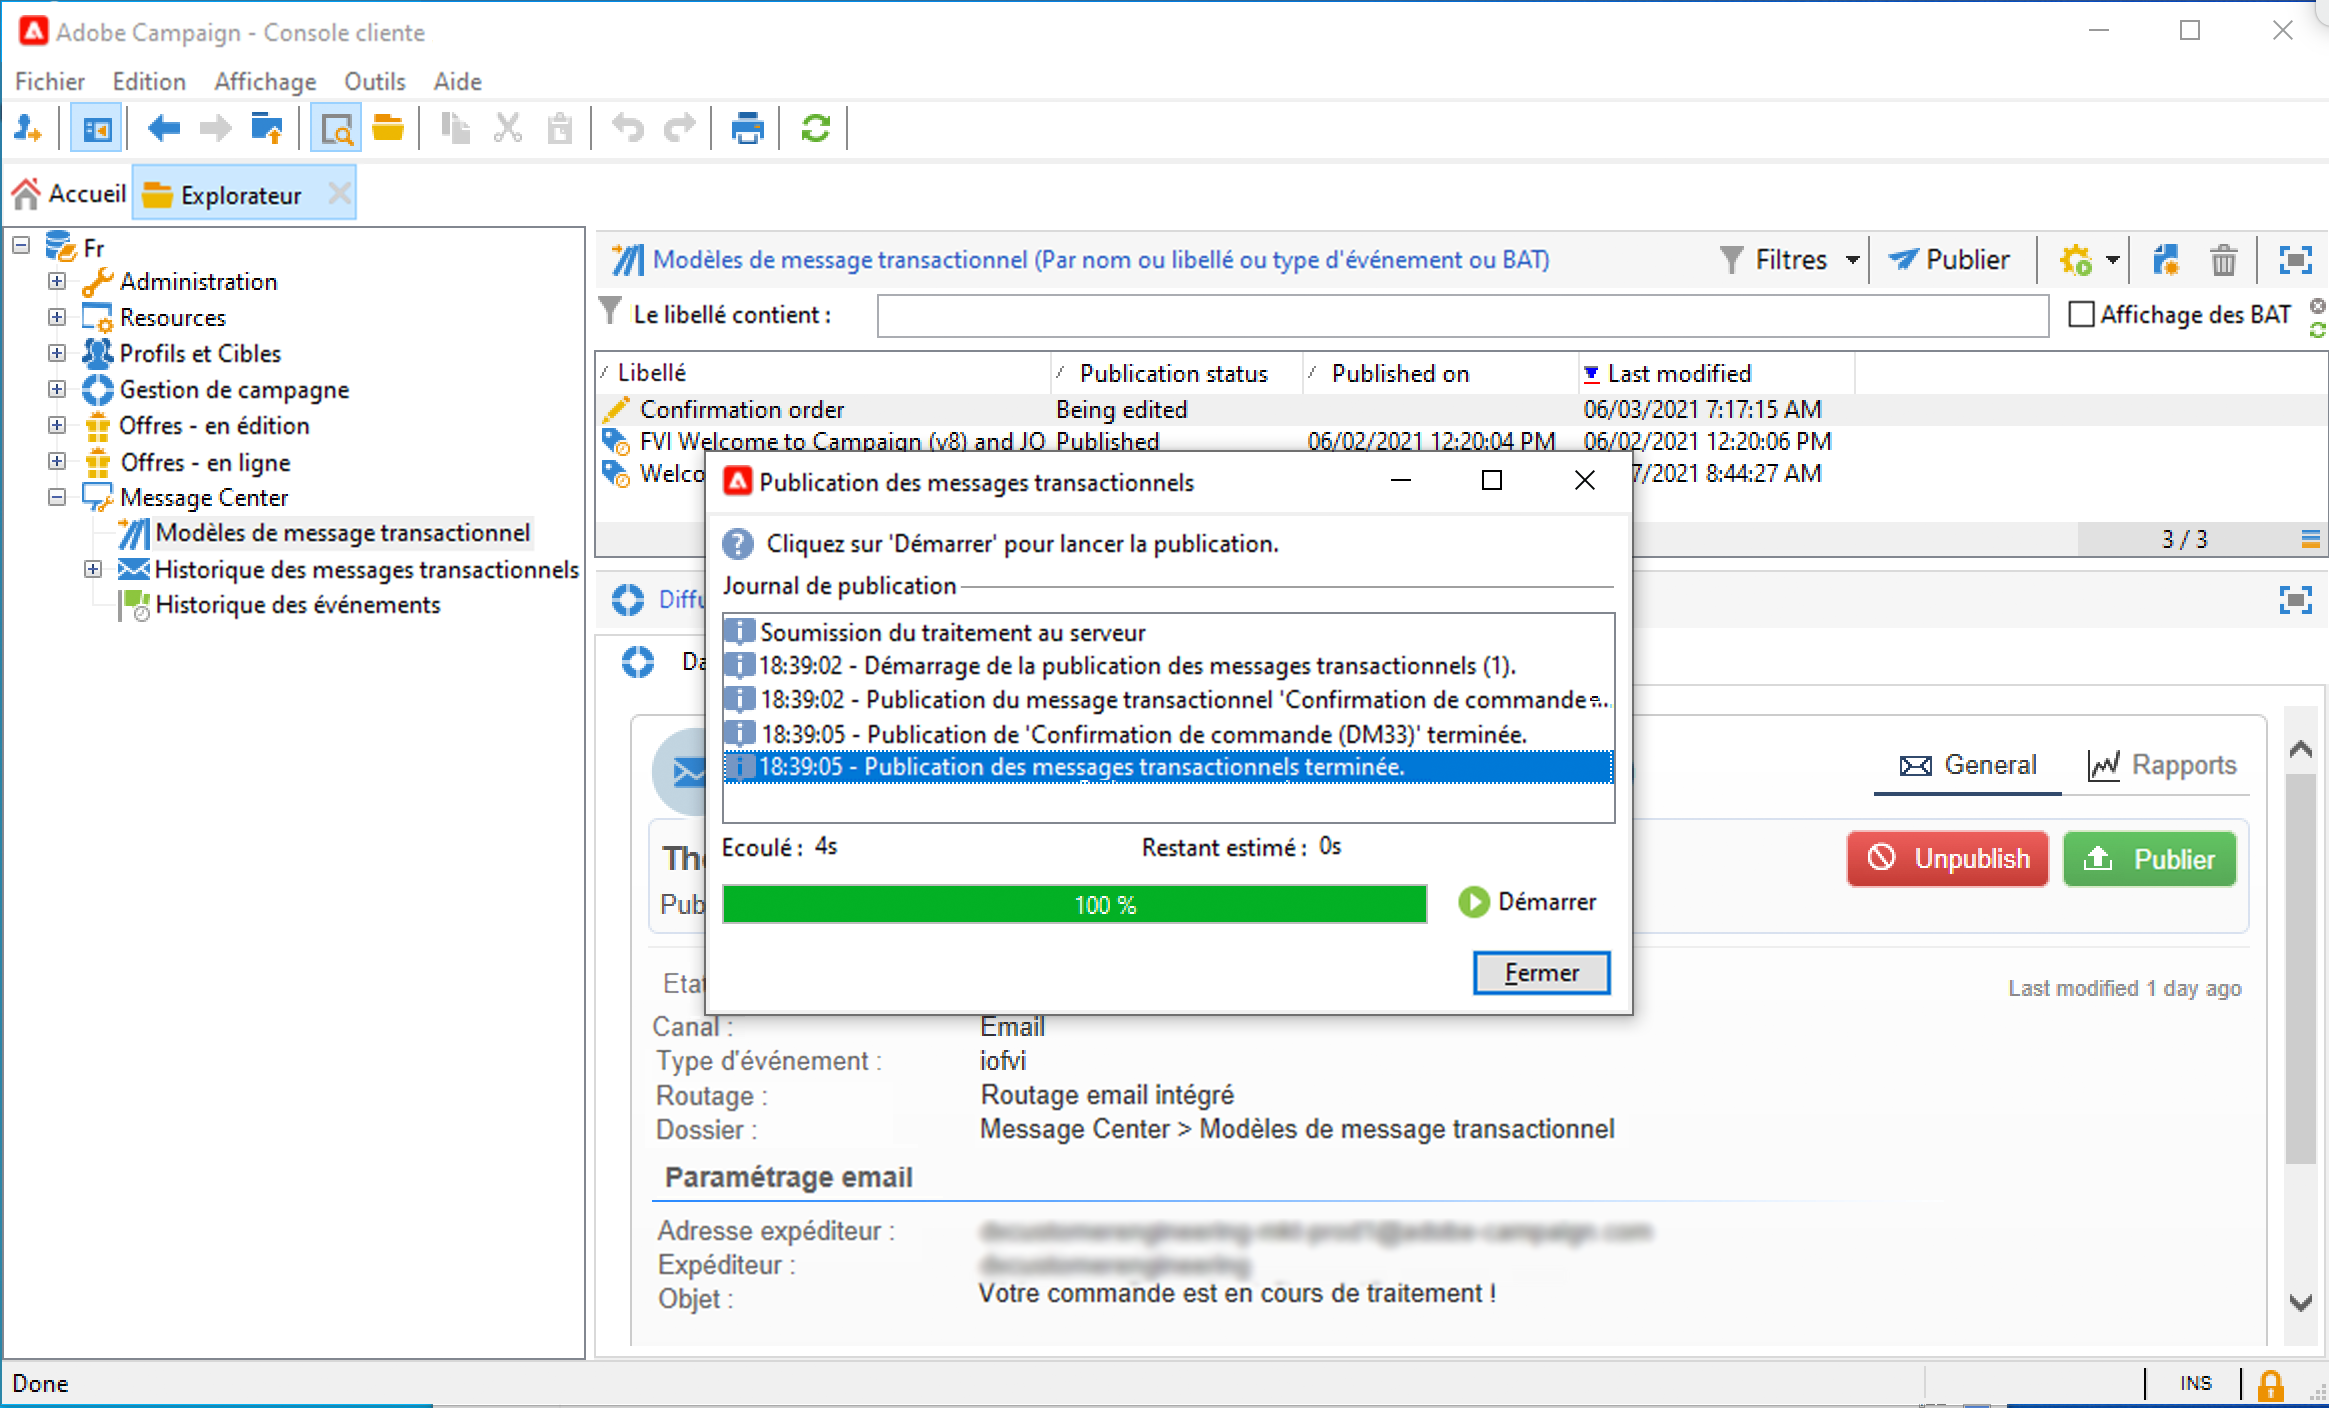 Adobe Campaign - Console cliente
Fichier Edition Affichage Outils Aide
Accueil Explorateur
Fr
Administration
Resources
Profils et Cibles
Gestion de campagne
Offres - en édition
Offres - en ligne
Message Center
Modèles de message transactionnel
Historique des messages transactionnels
Historique des événements
Modèles de message transactionnel (Par nom ou libellé ou type d'événement ou BAT) Filtres Publier
Le libellé contient : Affichage des BAT
Libellé Publication status Published on Last modified
Confirmation order Being edited 06/03/2021 7:17:15 AM
FVI Welcome to Campaign (v8) and JO Published 06/02/2021 12:20:04 PM 06/02/2021 12:20:06 PM
Welco 7/2021 8:44:27 AM
3 / 3
Diffu
Da
Publication des messages transactionnels
Cliquez sur 'Démarrer' pour lancer la publication.
Journal de publication
Soumission du traitement au serveur
18:39:02 - Démarrage de la publication des messages transactionnels (1).
18:39:02 - Publication du message transactionnel 'Confirmation de commande
18:39:05 - Publication de 'Confirmation de commande (DM33)' terminée.
18:39:05 - Publication des messages transactionnels terminée.
Ecoulé : 4s Restant estimé : 0s
100 % Démarrer
Fermer
General Rapports
The
Pub
Unpublish Publier
Etat
Last modified 1 day ago
Canal : Email
Type d'événement : iofvi
Routage : Routage email intégré
Dossier : Message Center > Modèles de message transactionnel
Paramétrage email
Adresse expéditeur :
Expéditeur :
Objet : Votre commande est en cours de traitement !
Done INS